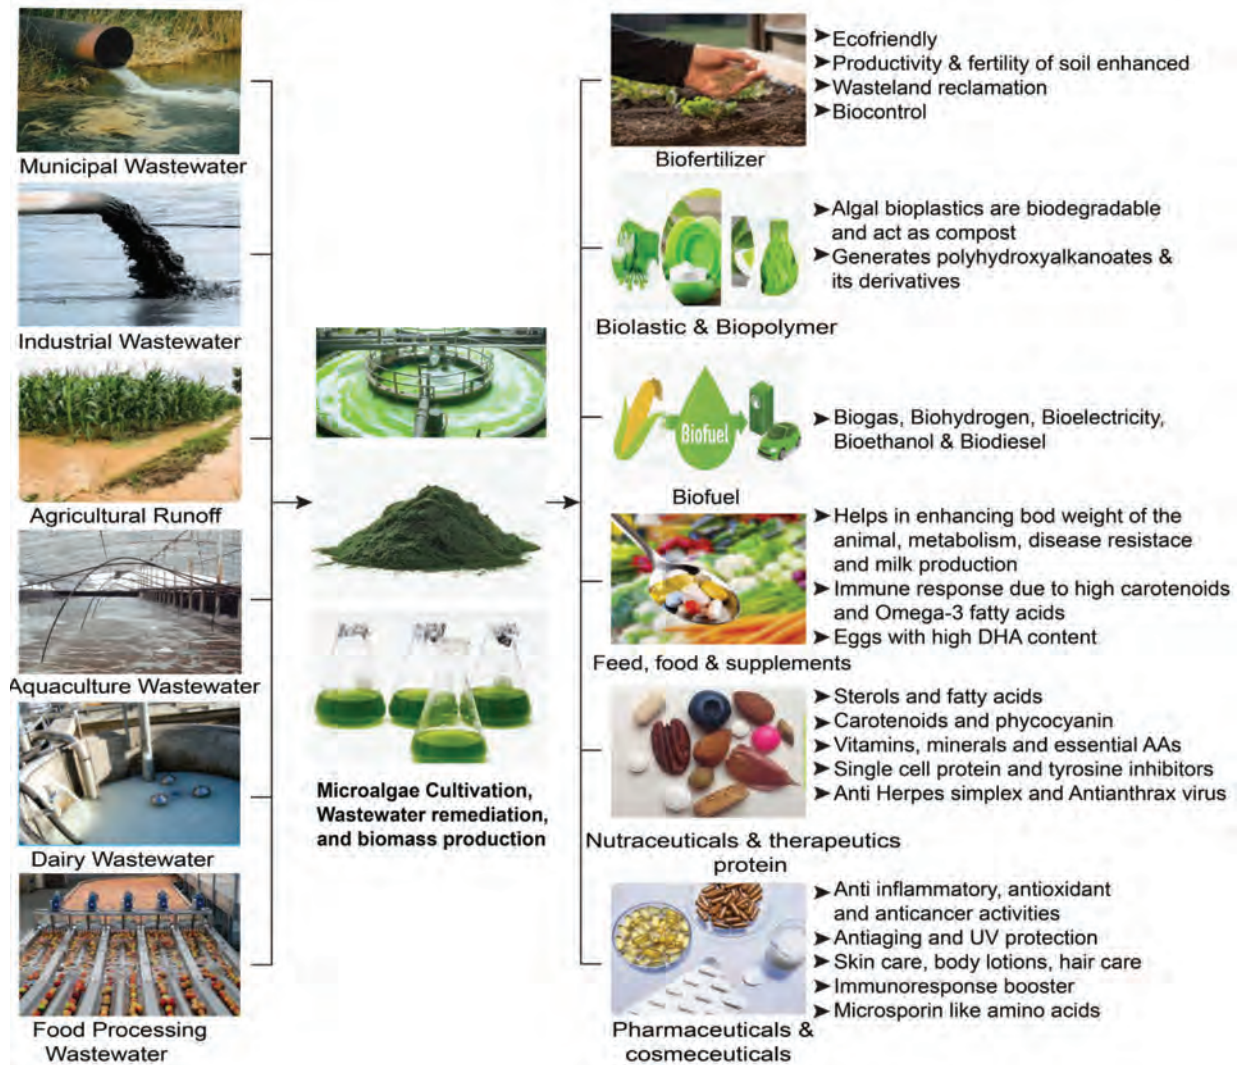 Municipal Wastewater
Industrial Wastewater
Agricultural Runoff
Aquaculture Wastewater
Dairy Wastewater
Food Processing
Wastewater
Microalgae Cultivation,
Wastewater remediation,
and biomass production
➤Ecofriendly
➤Productivity & fertility of soil enhanced
➤Wasteland reclamation
➤Biocontrol
Biofertilizer
➤Algal bioplastics are biodegradable
and act as compost
➤Generates polyhydroxyalkanoates &
its derivatives
Biolastic & Biopolymer
Biofuel
➤Biogas, Biohydrogen, Bioelectricity,
Bioethanol & Biodiesel
Biofuel
➤Helps in enhancing bod weight of the
animal, metabolism, disease resistace
and milk production
➤Immune response due to high carotenoids
and Omega-3 fatty acids
➤Eggs with high DHA content
Feed, food & supplements
➤Sterols and fatty acids
➤Carotenoids and phycocyanin
➤Vitamins, minerals and essential AAs
➤Single cell protein and tyrosine inhibitors
➤Anti Herpes simplex and Antianthrax virus
Nutraceuticals & therapeutics
protein
➤Anti inflammatory, antioxidant
and anticancer activities
➤Antiaging and UV protection
➤Skin care, body lotions, hair care
➤Immunoresponse booster
➤Microsporin like amino acids
Pharmaceuticals &
cosmeceuticals